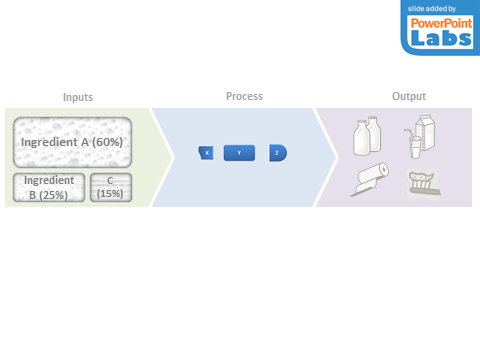 slide added by
PowerPoint
Labs
Inputs
Process
Output
Ingredient A (60%)
Ingredient
B (25%)
C
(15%)
X
Y
Z